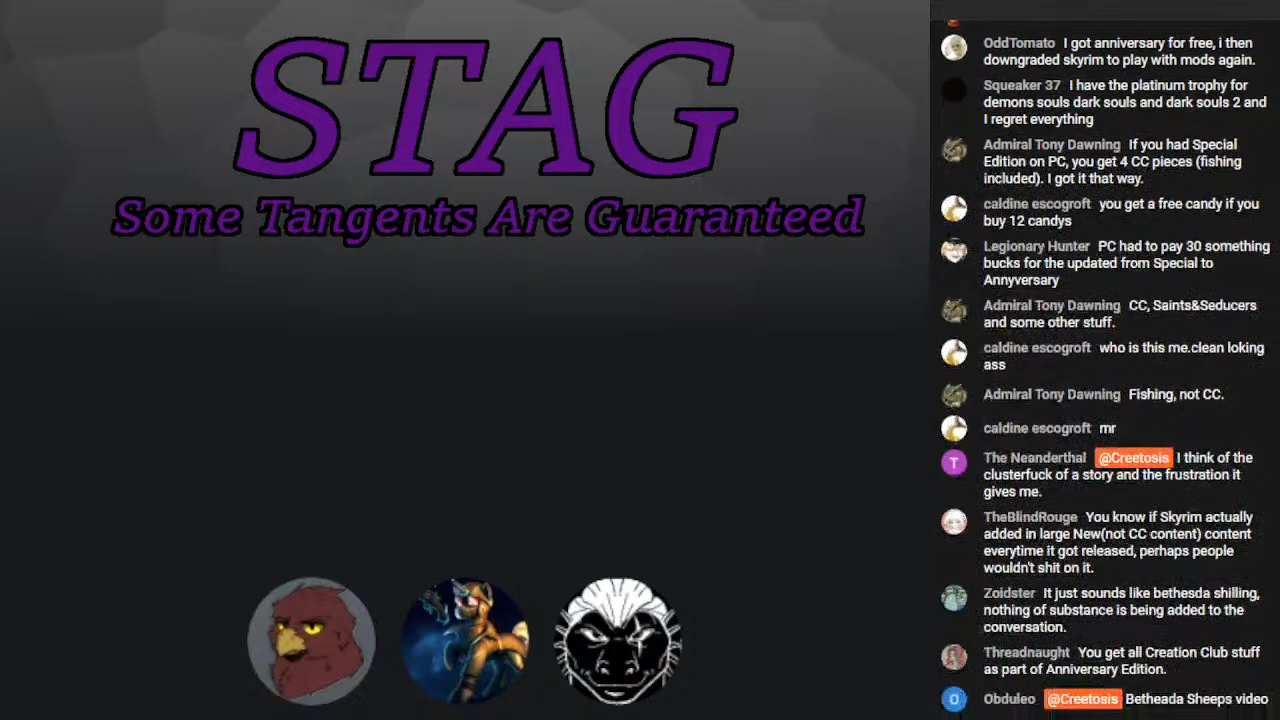 STAG
Some Tangents Are Guaranteed
OddTomato I got anniversary for free, i then
downgraded skyrim to play with mods again.
Squeaker 37 I have the platinum trophy for
demons souls dark souls and dark souls 2 and
I regret everything
Admiral Tony Dawning If you had Special
Edition on PC, you get 4 CC pieces (fishing
included). I got it that way.
caldine escogroft you get a free candy if you
buy 12 candys
Legionary Hunter PC had to pay 30 something
bucks for the updated from Special to
Annyversary
Admiral Tony Dawning CC, Saints&Seducers
and some other stuff.
caldine escogroft who is this me.clean loking
ass
Admiral Tony Dawning Fishing, not CC.
caldine escogroft mr
T The Neanderthal @Creetosis I think of the
clusterfuck of a story and the frustration it
gives me.
TheBlindRouge You know if Skyrim actually
added in large New(not CC content) content
everytime it got released, perhaps people
wouldn't shit on it.
Zoidster It just sounds like bethesda shilling,
nothing of substance is being added to the
conversation.
Threadnaught You get all Creation Club stuff
as part of Anniversary Edition.
O Obduleo @Creetosis Betheada Sheeps video